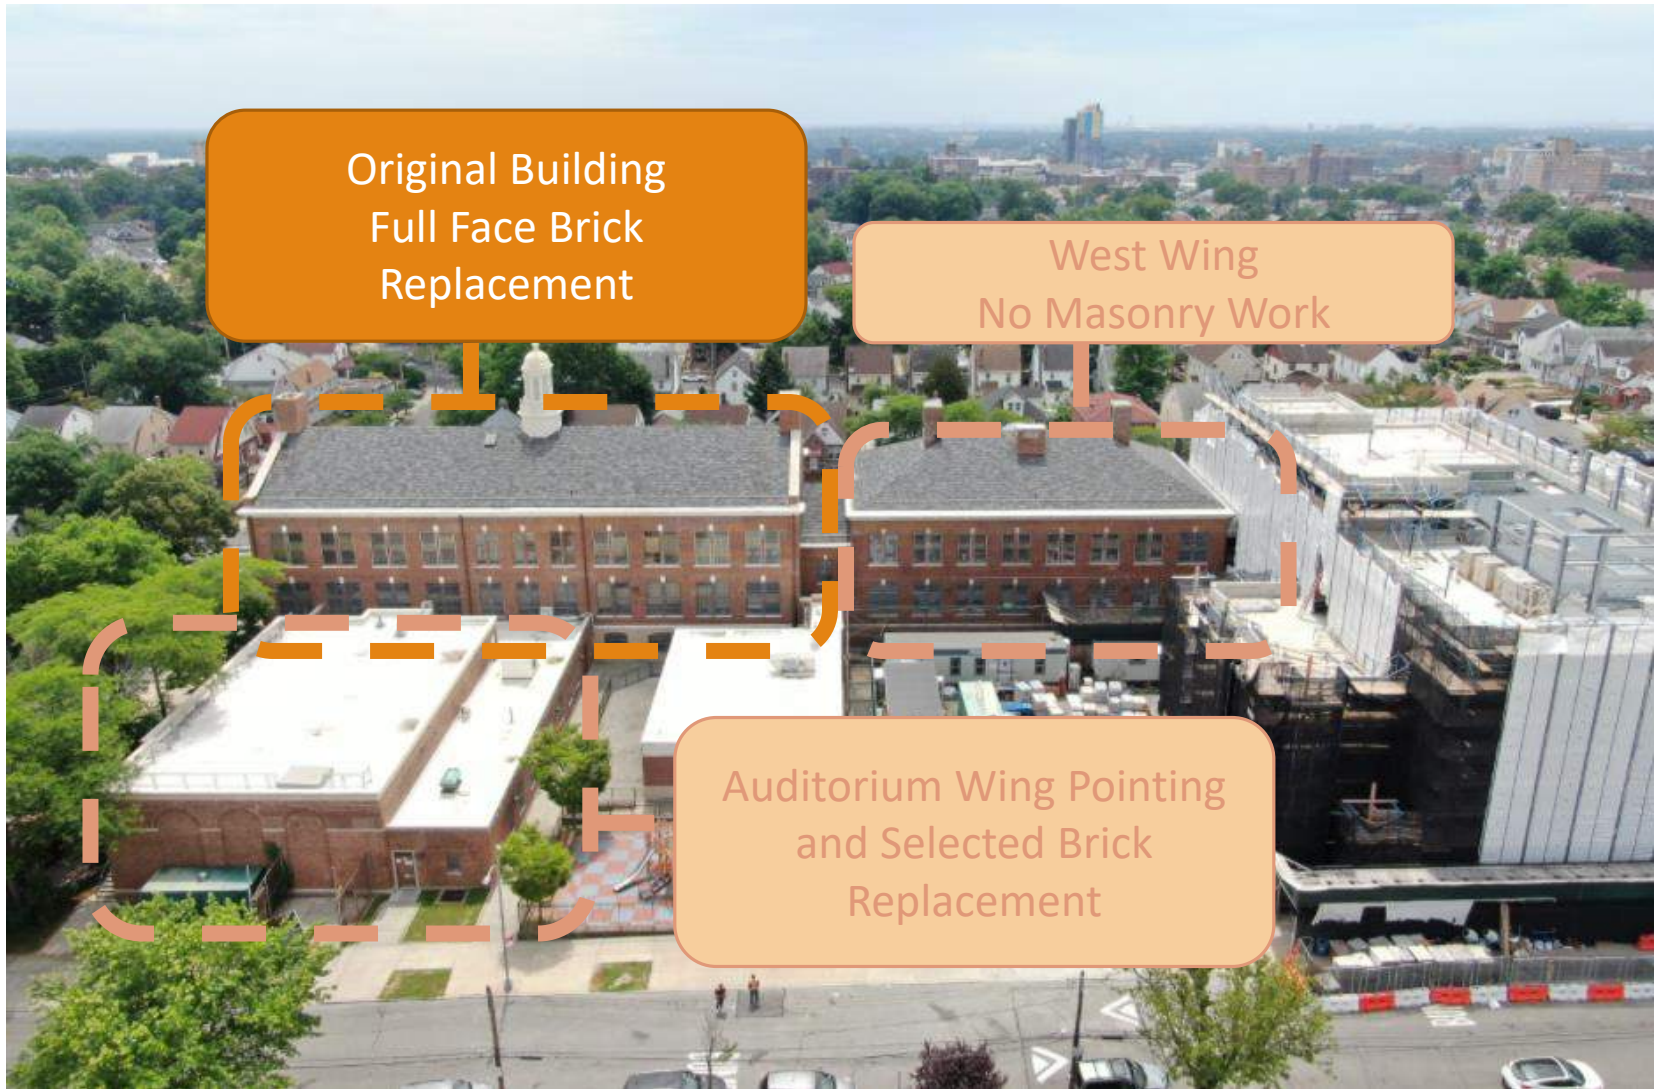 Original Building
Full Face Brick
Replacement
West Wing
No Masonry Work
Auditorium Wing Pointing
and Selected Brick
Replacement